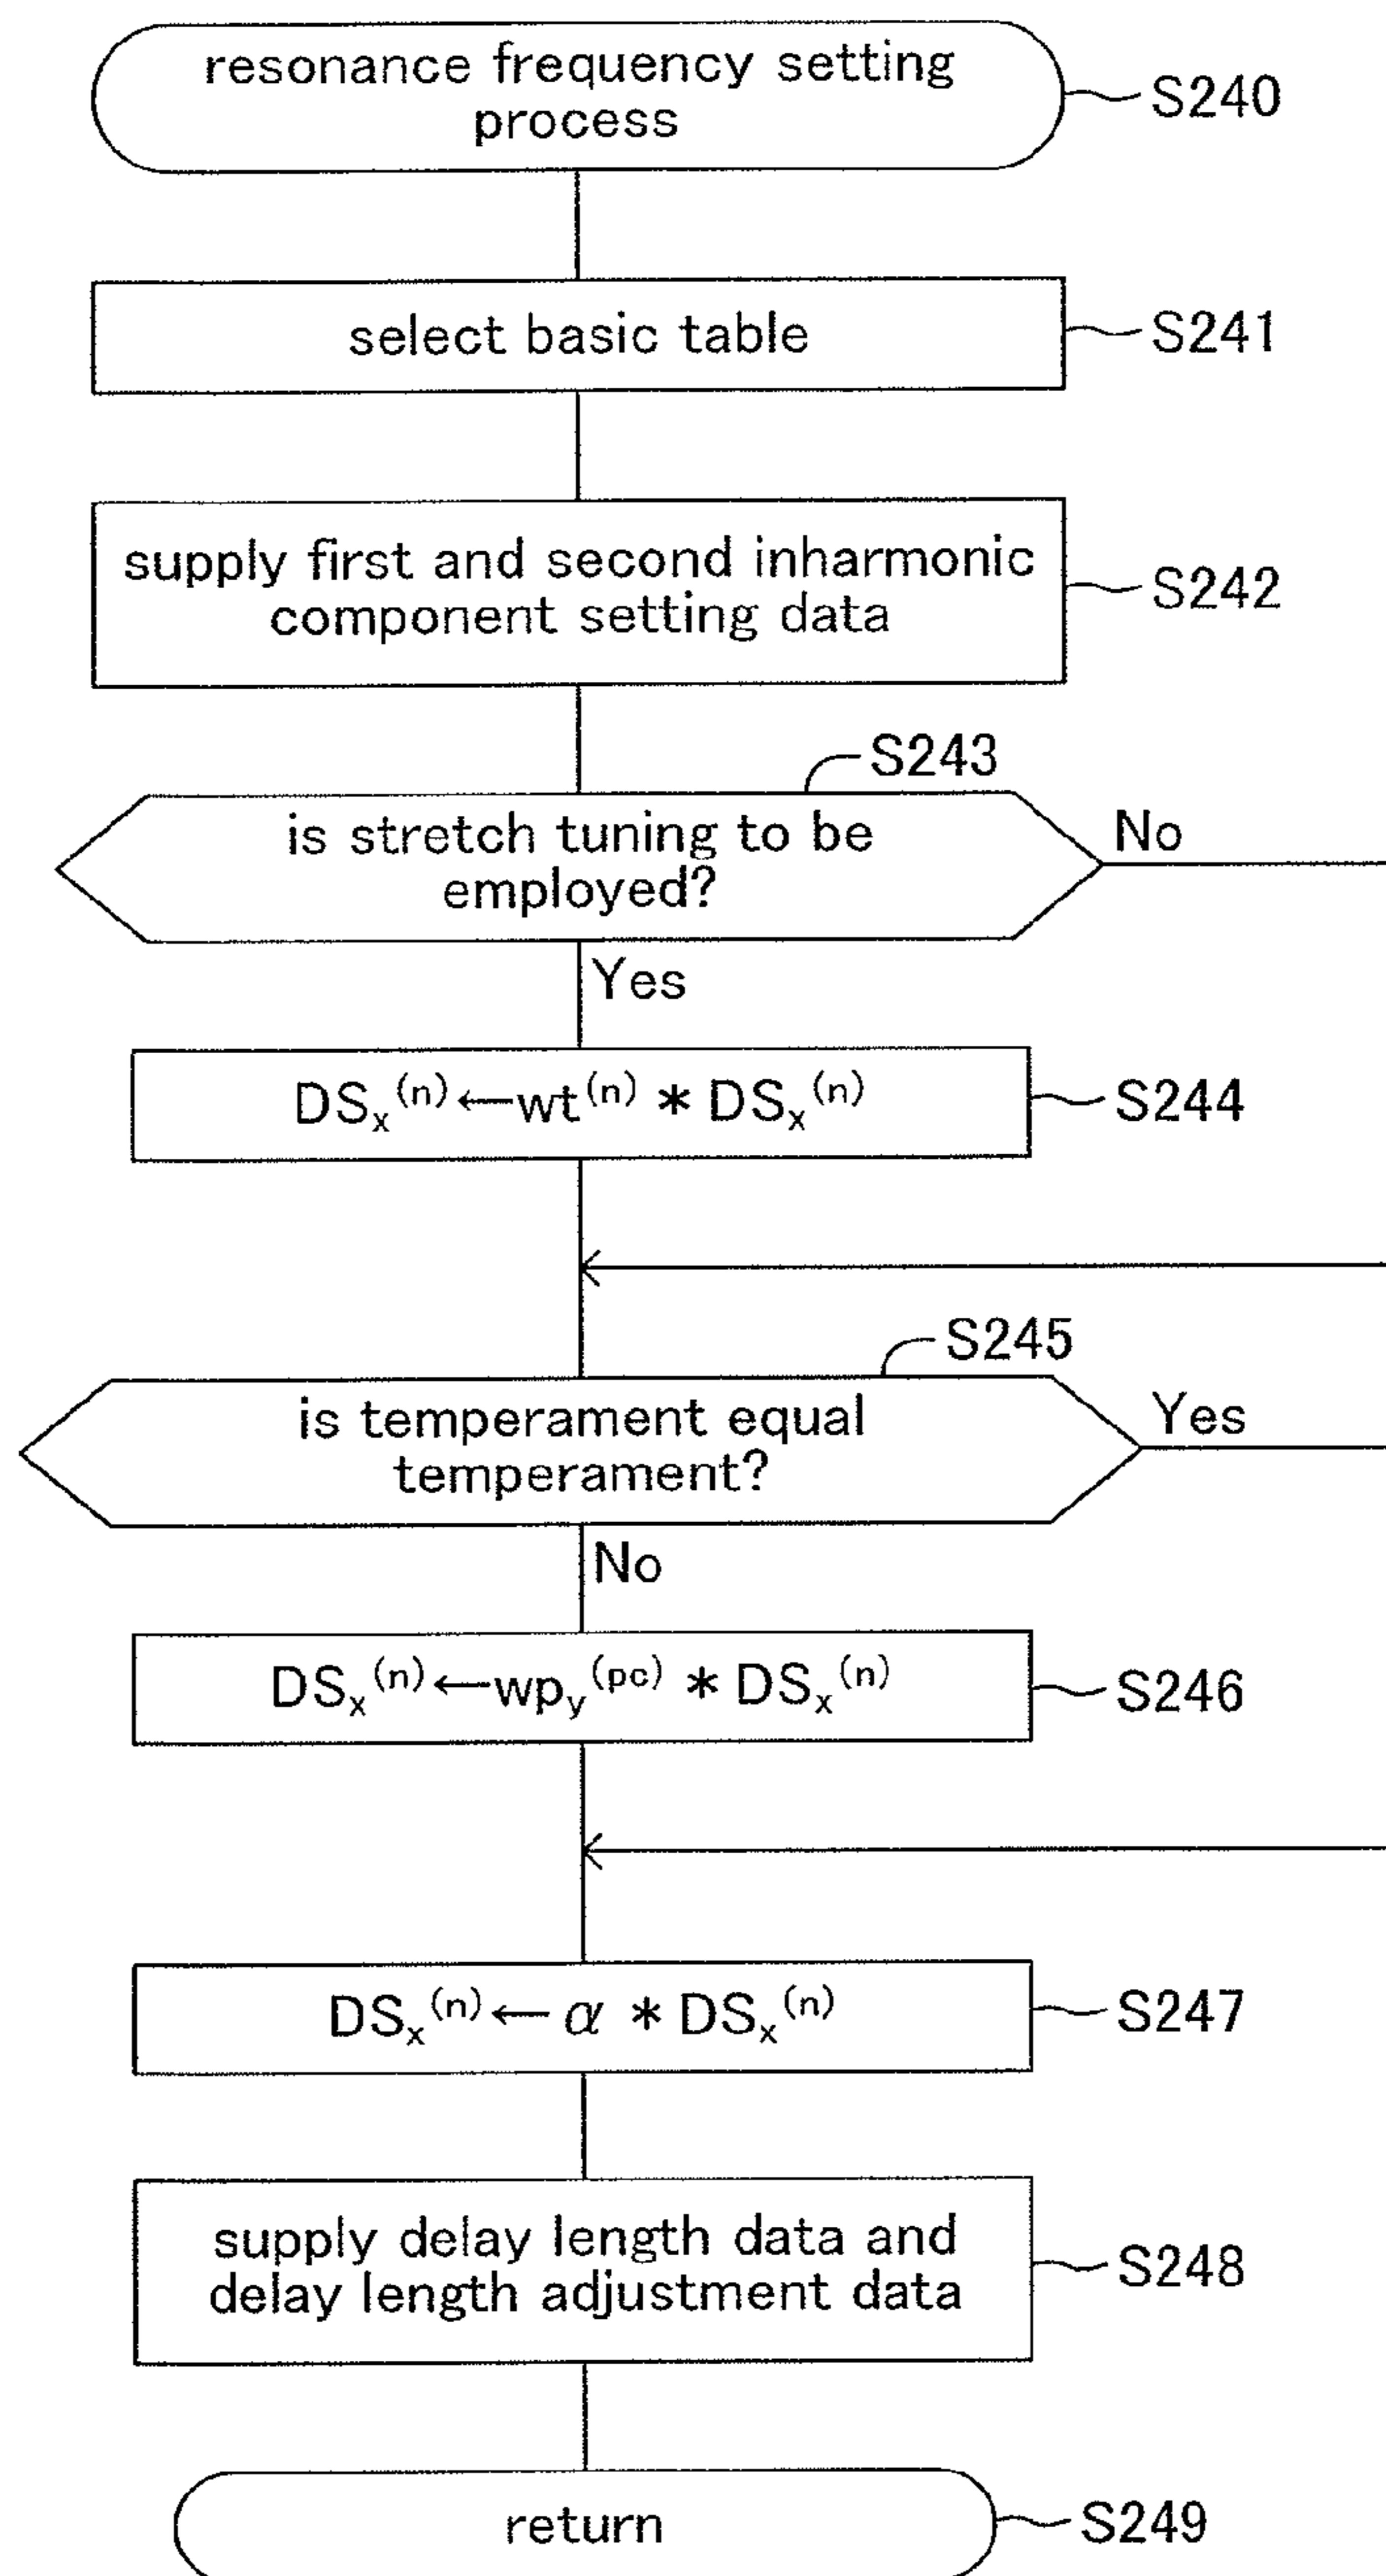 resonance frequency setting
process
S240
select basic table
S241
supply first and second inharmonic
component setting data
S242
S243
is stretch tuning to be
employed?
No
Yes
DSₓ⁽ⁿ⁾←wt⁽ⁿ⁾ * DSₓ⁽ⁿ⁾
S244
S245
is temperament equal
temperament?
Yes
No
DSₓ⁽ⁿ⁾←wp_y^(pc) * DSₓ⁽ⁿ⁾
S246
DSₓ⁽ⁿ⁾← α * DSₓ⁽ⁿ⁾
S247
supply delay length data and
delay length adjustment data
S248
return
S249